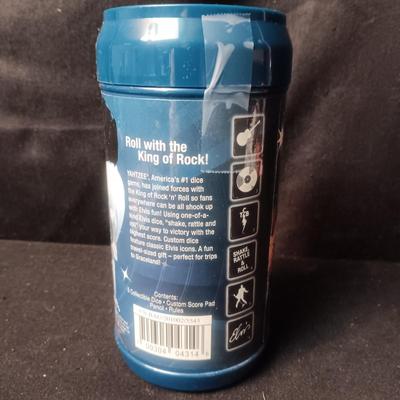 Roll with the
King of Rock!
YAHTZEE®, America's #1 dice
game, has joined forces with
the King of Rock 'n' Roll so fans
everywhere can be all shook up
with Elvis fun! Using one-of-a-
kind Elvis dice, "shake, rattle and
roll" your way to victory with the
highest score. Custom dice
feature classic Elvis icons. A fun
travel-sized gift – perfect for trips
to Graceland!
Contents:
5 Collectible Dice • Custom Score Pad
Pencil • Rules
TCB
SHAKE,
RATTLE
& ROLL
Elvis